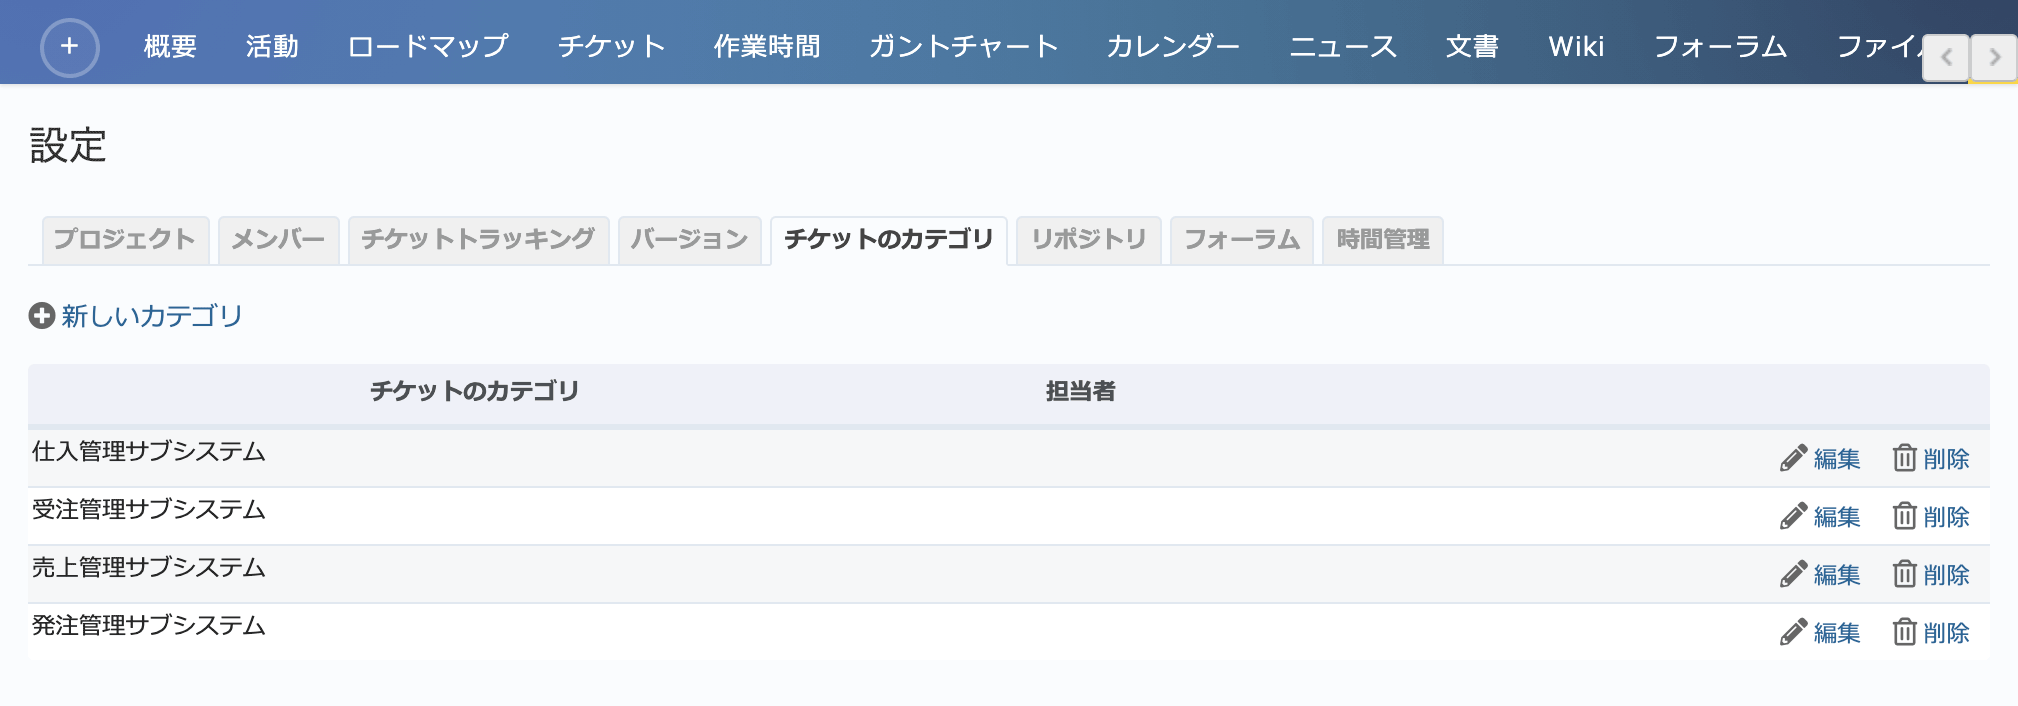 + 概要 活動 ロードマップ チケット 作業時間 ガントチャート カレンダー ニュース 文書 Wiki フォーラム ファイ
設定
プロジェクト メンバー チケットトラッキング バージョン チケットのカテゴリ リポジトリ フォーラム 時間管理
新しいカテゴリ
チケットのカテゴリ 担当者
仕入管理サブシステム 編集 削除
受注管理サブシステム 編集 削除
売上管理サブシステム 編集 削除
発注管理サブシステム 編集 削除